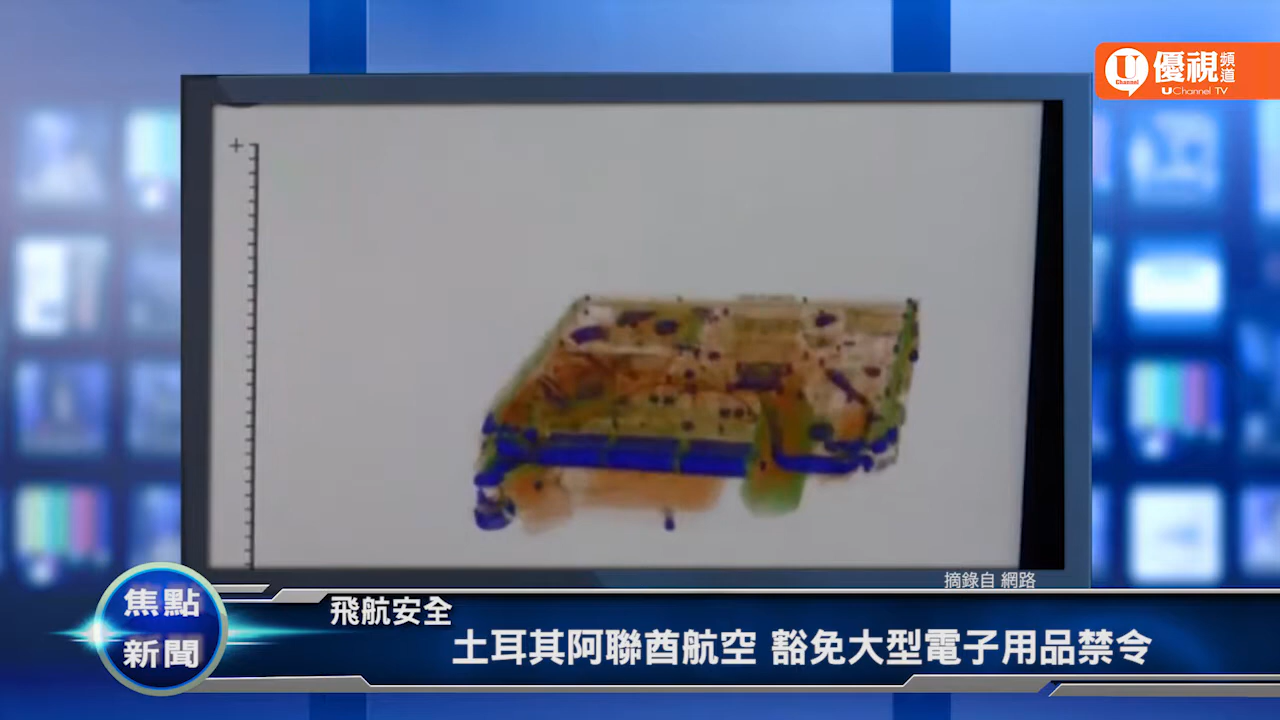 U Channel
優視頻道
UChannel TV
摘錄自 網路
焦點
新聞
飛航安全
土耳其阿聯酋航空 豁免大型電子用品禁令